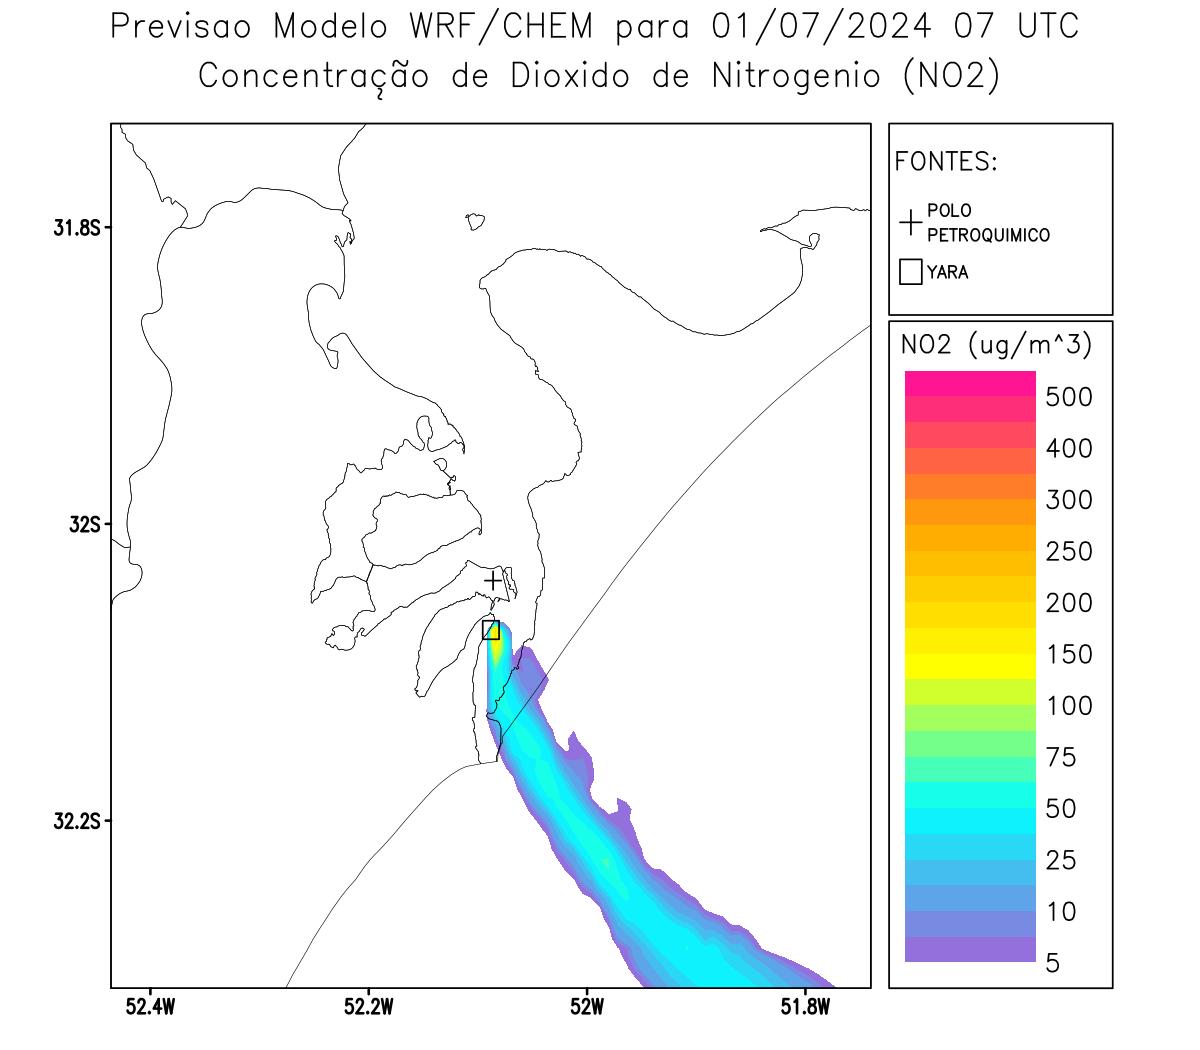 Previsao Modelo WRF/CHEM para 01/07/2024 07 UTC
Concentração de Dioxido de Nitrogenio (NO2)
FONTES:
POLO
PETROQUIMICO
YARA
NO2 (ug/m^3)
500
400
300
250
200
150
100
75
50
25
10
5
31.8S
32S
32.2S
52.4W
52.2W
52W
51.8W